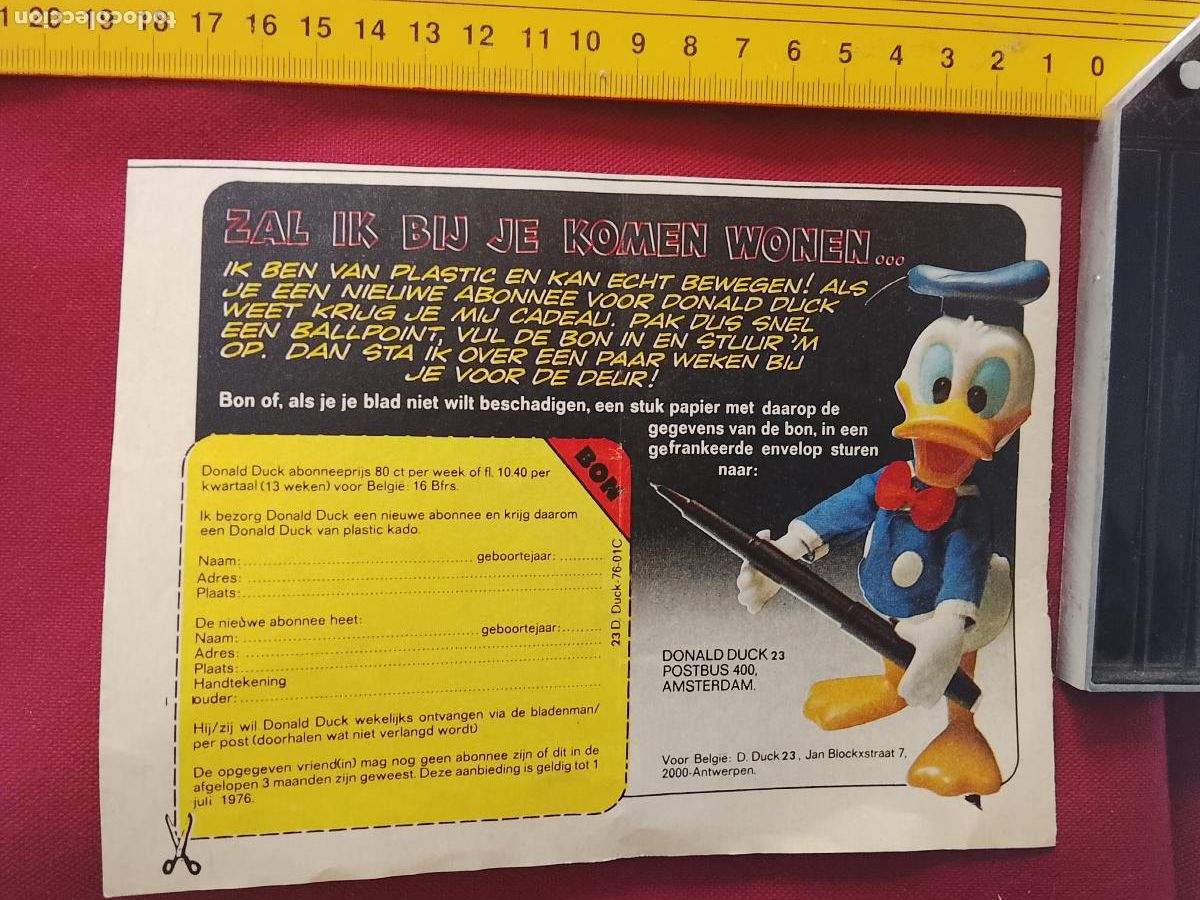 todocoleccion
1 20 19 18 17 16 15 14 13 12 11 10 9 8 7 6 5 4 3 2 1 0
ZAL IK BIJ JE KOMEN WONEN...
IK BEN VAN PLASTIC EN KAN ECHT BEWEGEN! ALS
JE EEN NIEUWE ABONNEE VOOR DONALD DUCK
WEET KRIJG JE MIJ CADEAU. PAK DUS SNEL
EEN BALLPOINT, VUL DE BON IN EN STUUR 'M
OP. DAN STA IK OVER EEN PAAR WEKEN BIJ
JE VOOR DE DEUR!
Bon of, als je je blad niet wilt beschadigen, een stuk papier met daarop de
gegevens van de bon, in een
gefrankeerde envelop sturen
naar:
BON
Donald Duck abonneeprijs 80 ct per week of fl. 10.40 per
kwartaal (13 weken) voor België: 16 Bfrs.
Ik bezorg Donald Duck een nieuwe abonnee en krijg daarom
een Donald Duck van plastic kado.
Naam: geboortejaar:
Adres:
Plaats:
De nieuwe abonnee heet:
Naam: geboortejaar:
Adres:
Plaats:
Handtekening
ouder:
Hij/zij wil Donald Duck wekelijks ontvangen via de bladenman/
per post (doorhalen wat niet verlangd wordt)
De opgegeven vriend(in) mag nog geen abonnee zijn of dit in de
afgelopen 3 maanden zijn geweest. Deze aanbieding is geldig tot 1
juli 1976.
23 D. Duck-76-01C
DONALD DUCK 23
POSTBUS 400,
AMSTERDAM.
Voor België: D. Duck 23, Jan Blockxstraat 7,
2000-Antwerpen.